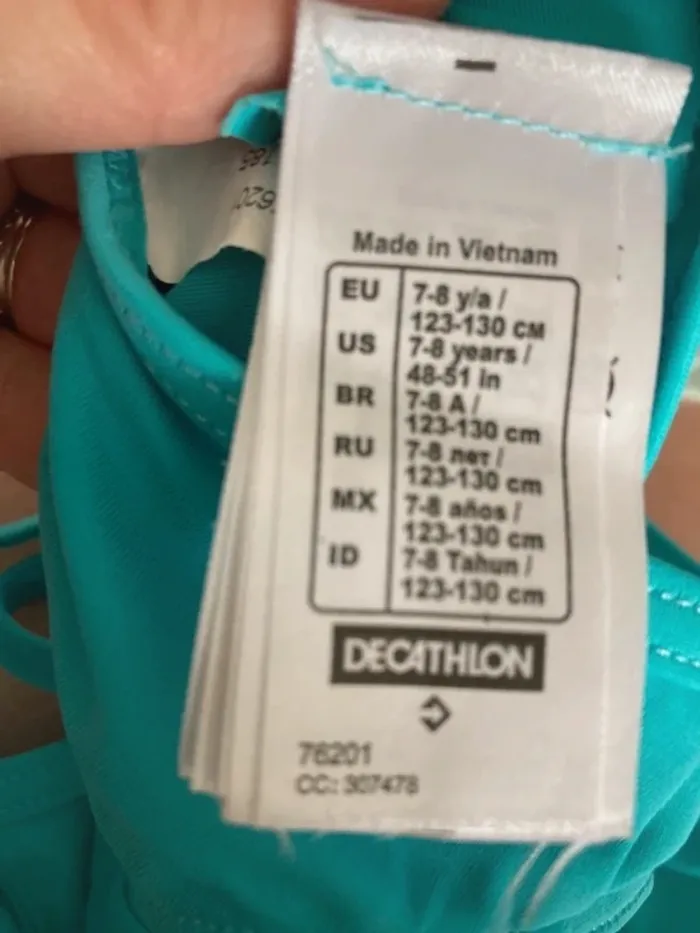 Made in Vietnam
EU 7-8 y/a /
123-130 CM
US 7-8 years /
48-51 In
BR 7-8 A /
123-130 cm
RU 7-8 лет /
123-130 cm
MX 7-8 años /
123-130 cm
ID 7-8 Tahun /
123-130 cm
DECATHLON
76201
CC: 307478